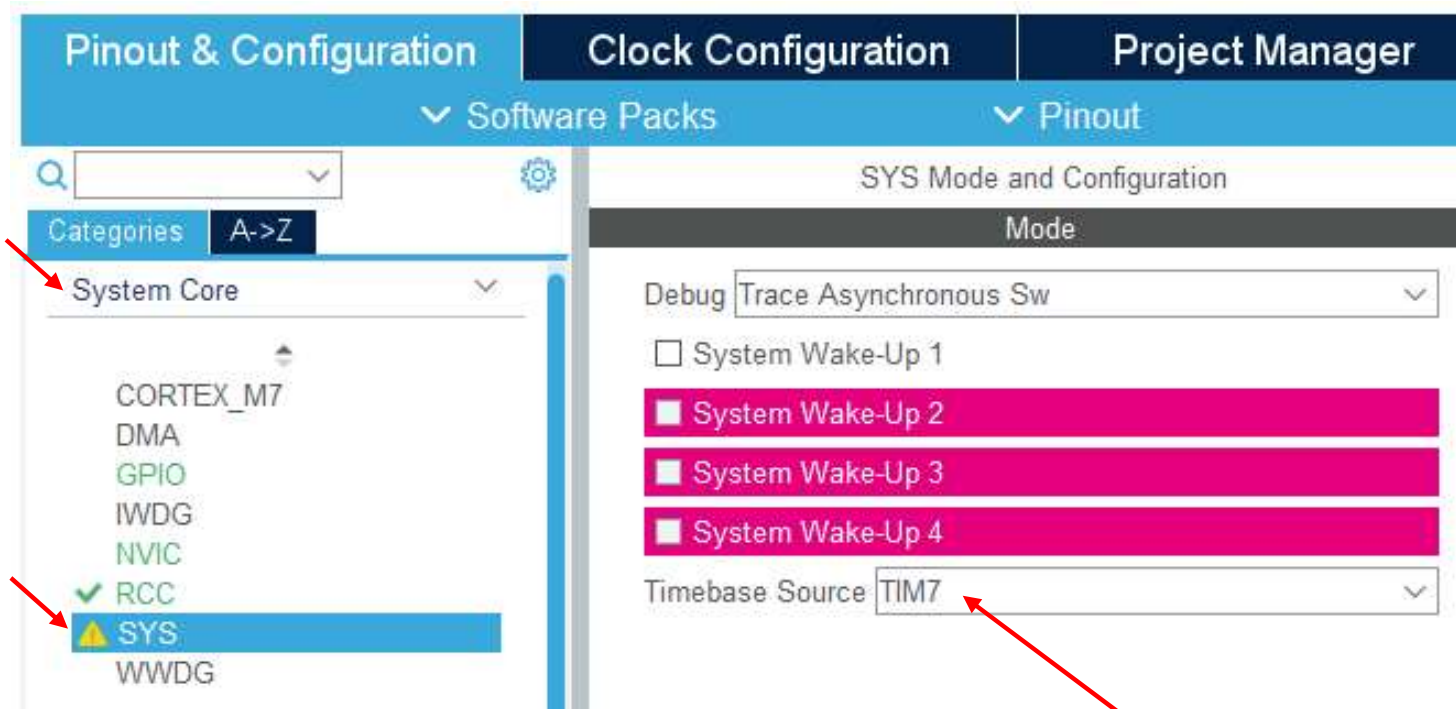 Pinout & Configuration
Clock Configuration
Project Manager
Software Packs
Pinout
SYS Mode and Configuration
Categories
A->Z
Mode
System Core
CORTEX_M7
DMA
GPIO
IWDG
NVIC
RCC
SYS
WWDG
Debug Trace Asynchronous Sw
System Wake-Up 1
System Wake-Up 2
System Wake-Up 3
System Wake-Up 4
Timebase Source TIM7